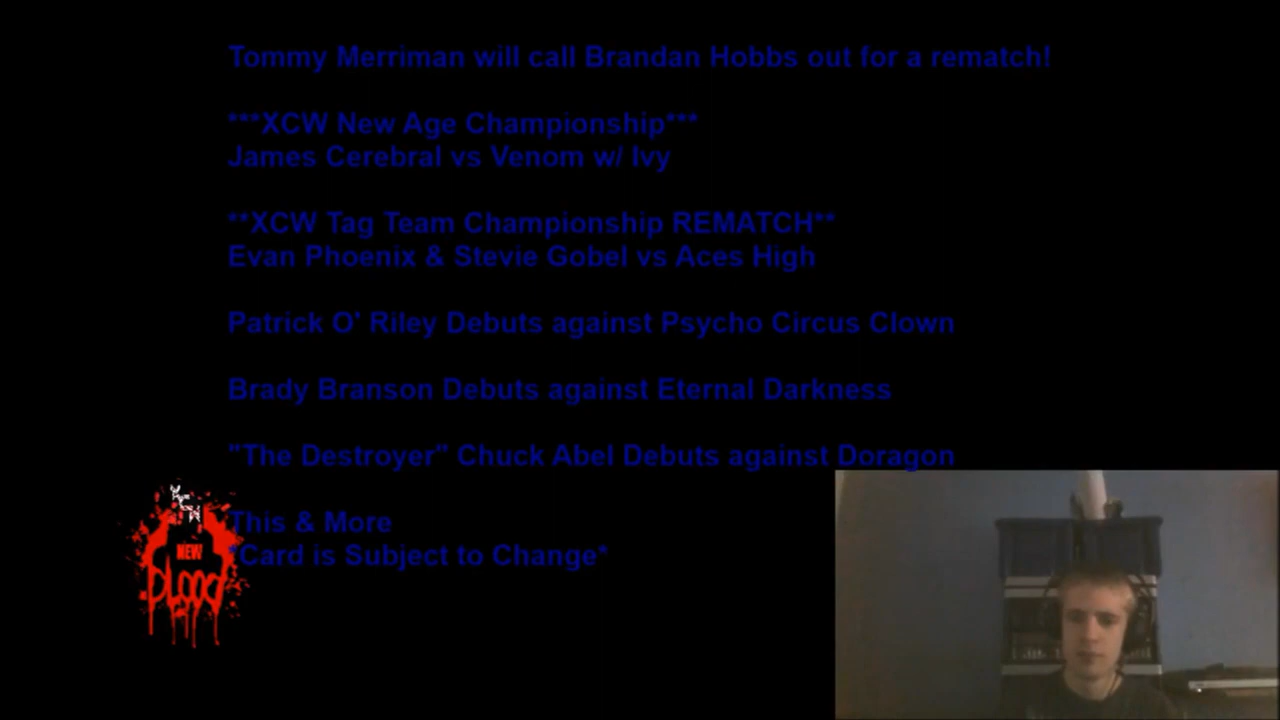 Tommy Merriman will call Brandan Hobbs out for a rematch!
***XCW New Age Championship***
James Cerebral vs Venom w/ Ivy
**XCW Tag Team Championship REMATCH**
Evan Phoenix & Stevie Gobel vs Aces High
Patrick O' Riley Debuts against Psycho Circus Clown
Brady Branson Debuts against Eternal Darkness
"The Destroyer" Chuck Abel Debuts against Doragon
This & More
*Card is Subject to Change*
XCW
NEW
blood